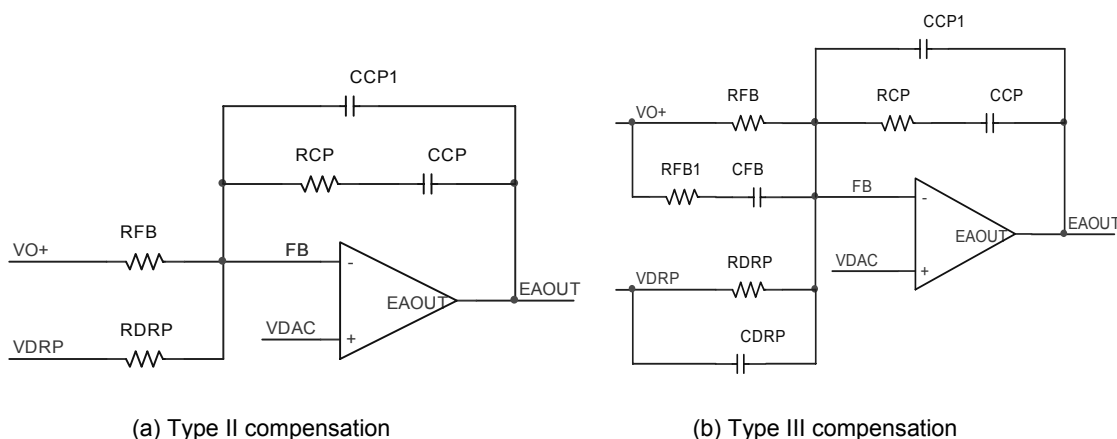 CCP1
RCP CCP
RFB
VO+ FB
-
EAOUT EAOUT
RDRP VDAC
+
VDRP
(a) Type II compensation
CCP1
RFB RCP CCP
VO+
RFB1 CFB FB
-
EAOUT EAOUT
RDRP VDAC
+
VDRP
CDRP
(b) Type III compensation